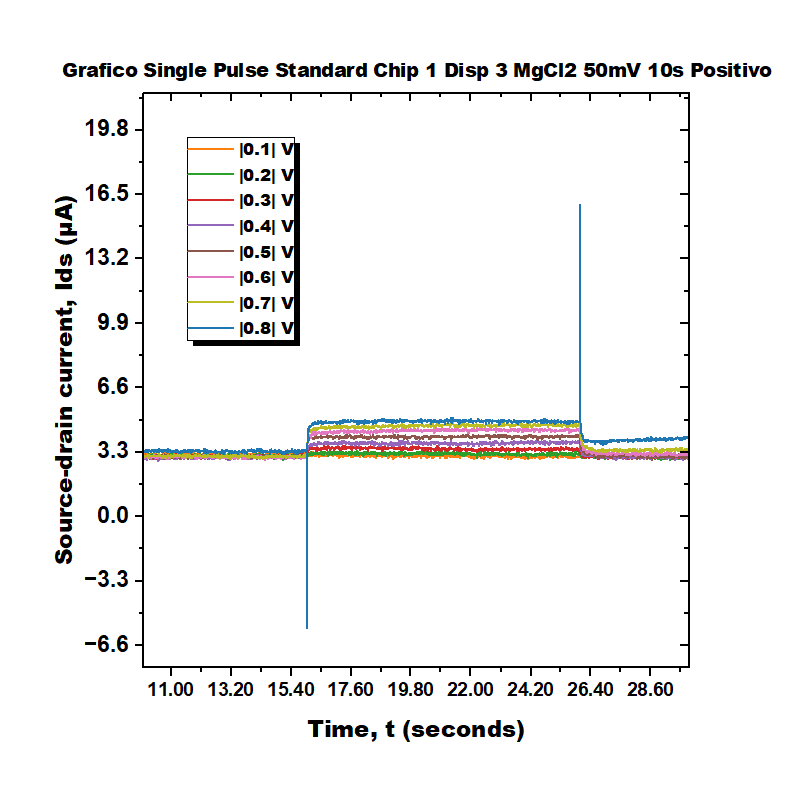 Grafico Single Pulse Standard Chip 1 Disp 3 MgCl2 50mV 10s Positivo
|0.1| V
|0.2| V
|0.3| V
|0.4| V
|0.5| V
|0.6| V
|0.7| V
|0.8| V
Source-drain current, Ids (μA)
19.8
16.5
13.2
9.9
6.6
3.3
0.0
−3.3
−6.6
11.00 13.20 15.40 17.60 19.80 22.00 24.20 26.40 28.60
Time, t (seconds)